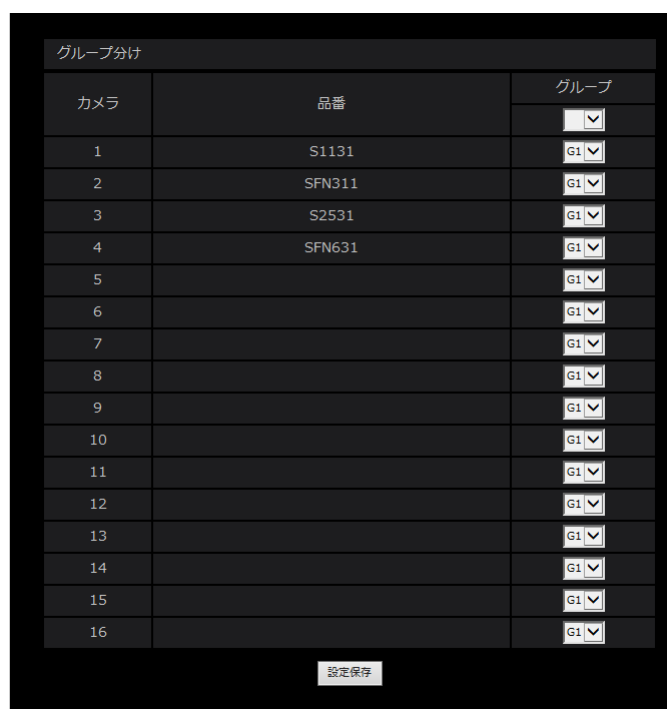 グループ分け
カメラ 品番 グループ
1 S1131 G1
2 SFN311 G1
3 S2531 G1
4 SFN631 G1
5 G1
6 G1
7 G1
8 G1
9 G1
10 G1
11 G1
12 G1
13 G1
14 G1
15 G1
16 G1
設定保存